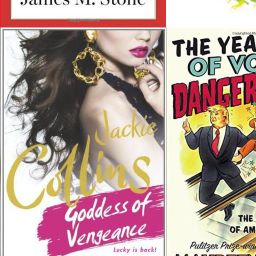 James M. Stone
Jackie
Collins
Goddess of
Vengeance
Lucky is back!
THE YEA
OF VO
DANGER
THE
OF AM
Pulitzer Prize-winn